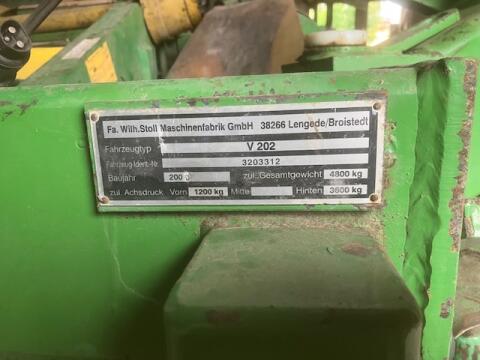 Fa. Wilh.Stoll Maschinenfabrik GmbH 38266 Lengede/Broistedt
Fahrzeugtyp V 202
Fahrzeug-Ident.-Nr. 3203312
Baujahr 2003 zul. Gesamtgewicht 4800 kg
zul. Achsdruck Vorn 1200 kg Mitte Hinten 3600 kg